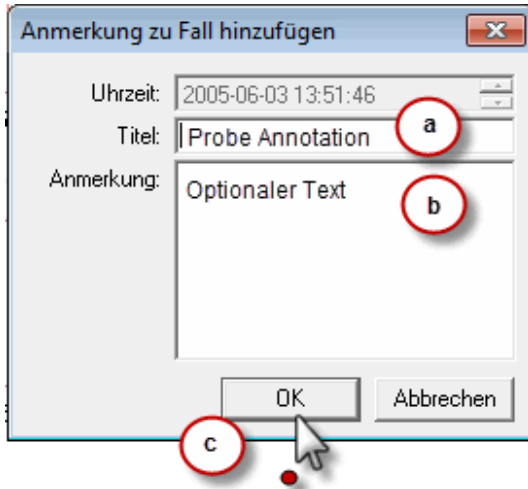 Anmerkung zu Fall hinzufügen
Uhrzeit: 2005-06-03 13:51:46
Titel: Probe Annotation a
Anmerkung: Optionaler Text b
OK Abbrechen
c